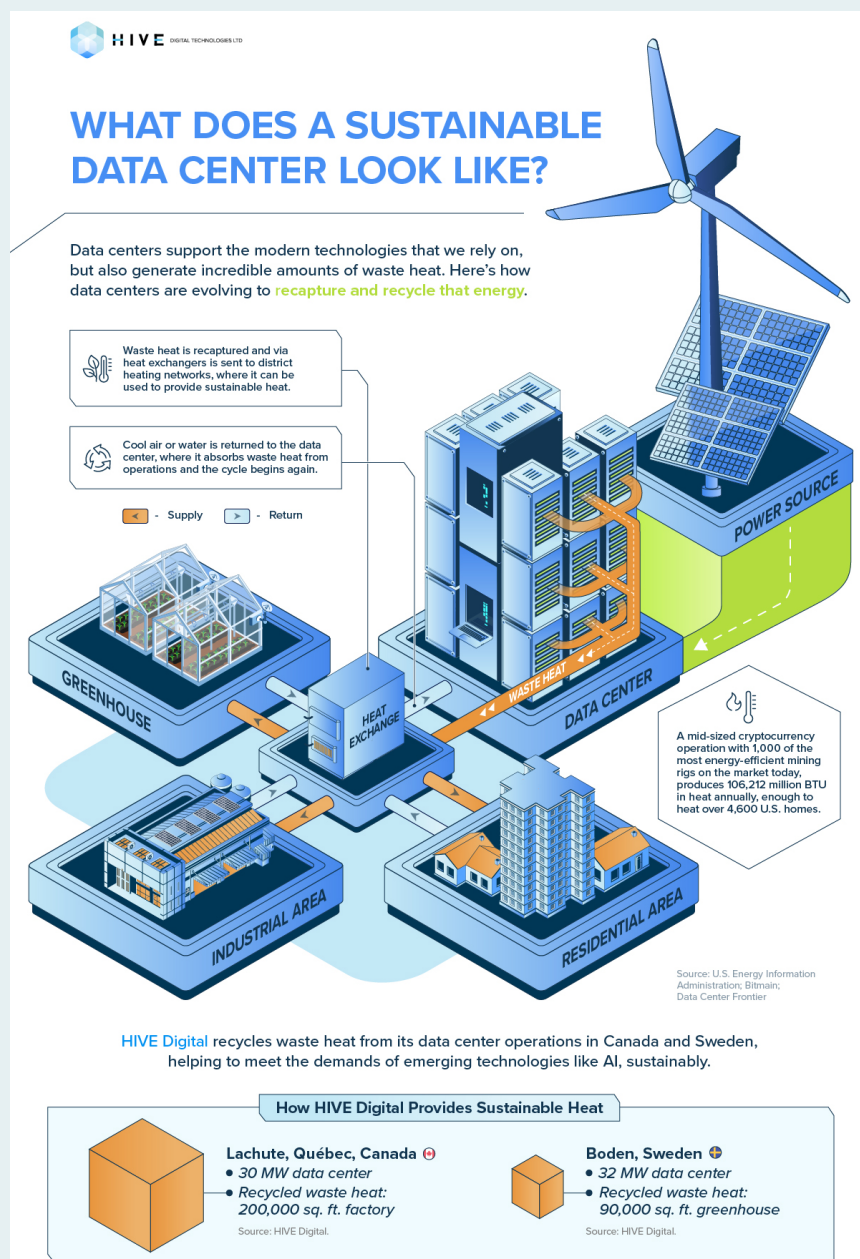 HIVE DIGITAL TECHNOLOGIES LTD
WHAT DOES A SUSTAINABLE
DATA CENTER LOOK LIKE?
Data centers support the modern technologies that we rely on,
but also generate incredible amounts of waste heat. Here's how
data centers are evolving to recapture and recycle that energy.
Waste heat is recaptured and via
heat exchangers is sent to district
heating networks, where it can be
used to provide sustainable heat.
Cool air or water is returned to the data
center, where it absorbs waste heat from
operations and the cycle begins again.
- Supply
- Return
POWER SOURCE
GREENHOUSE
HEAT
EXCHANGE
WASTE HEAT
DATA CENTER
A mid-sized cryptocurrency
operation with 1,000 of the
most energy-efficient mining
rigs on the market today,
produces 106,212 million BTU
in heat annually, enough to
heat over 4,600 U.S. homes.
INDUSTRIAL AREA
RESIDENTIAL AREA
Source: U.S. Energy Information
Administration; Bitmain;
Data Center Frontier
HIVE Digital recycles waste heat from its data center operations in Canada and Sweden,
helping to meet the demands of emerging technologies like AI, sustainably.
How HIVE Digital Provides Sustainable Heat
Lachute, Québec, Canada
• 30 MW data center
• Recycled waste heat:
200,000 sq. ft. factory
Source: HIVE Digital.
Boden, Sweden
• 32 MW data center
• Recycled waste heat:
90,000 sq. ft. greenhouse
Source: HIVE Digital.